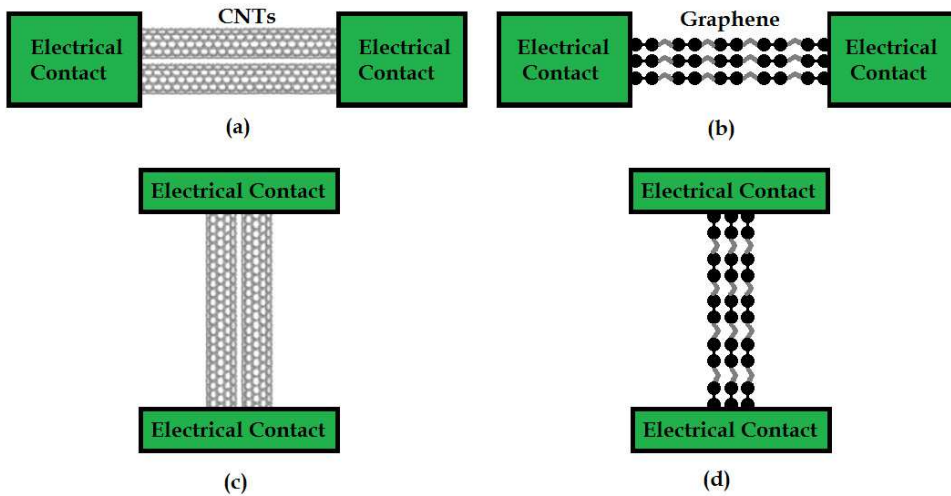 CNTs
Electrical
Contact
Electrical
Contact
(a)
Graphene
Electrical
Contact
Electrical
Contact
(b)
Electrical Contact
Electrical Contact
(c)
Electrical Contact
Electrical Contact
(d)